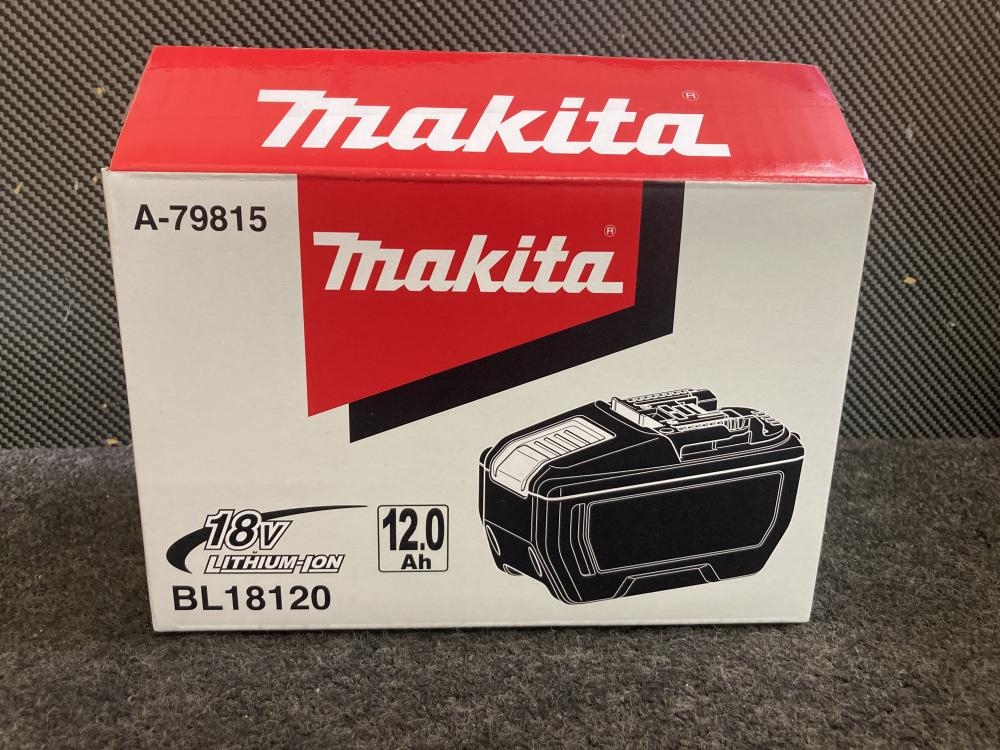 makita®
A-79815
makita®
18V
LITHIUM-ION
12.0
Ah
BL18120